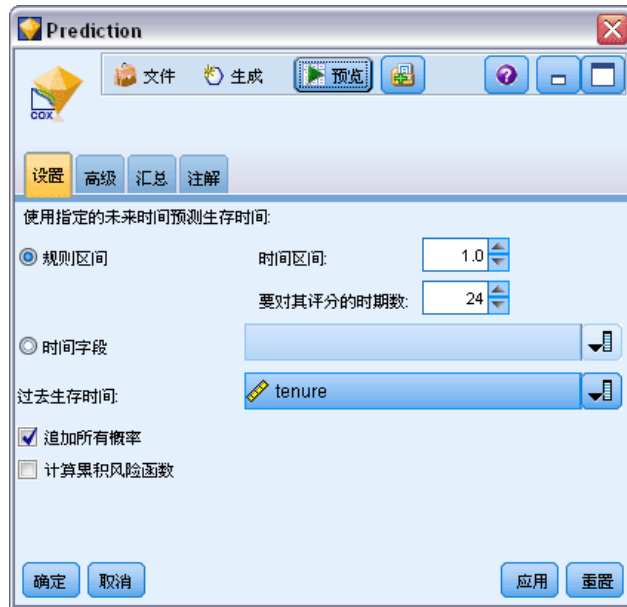 Prediction
文件 生成 预览
COX
设置 高级 汇总 注解
使用指定的未来时间预测生存时间:
规则区间 时间区间: 1.0
要对其评分的时期数: 24
时间字段
过去生存时间: tenure
追加所有概率
计算累积风险函数
确定 取消 应用 重置